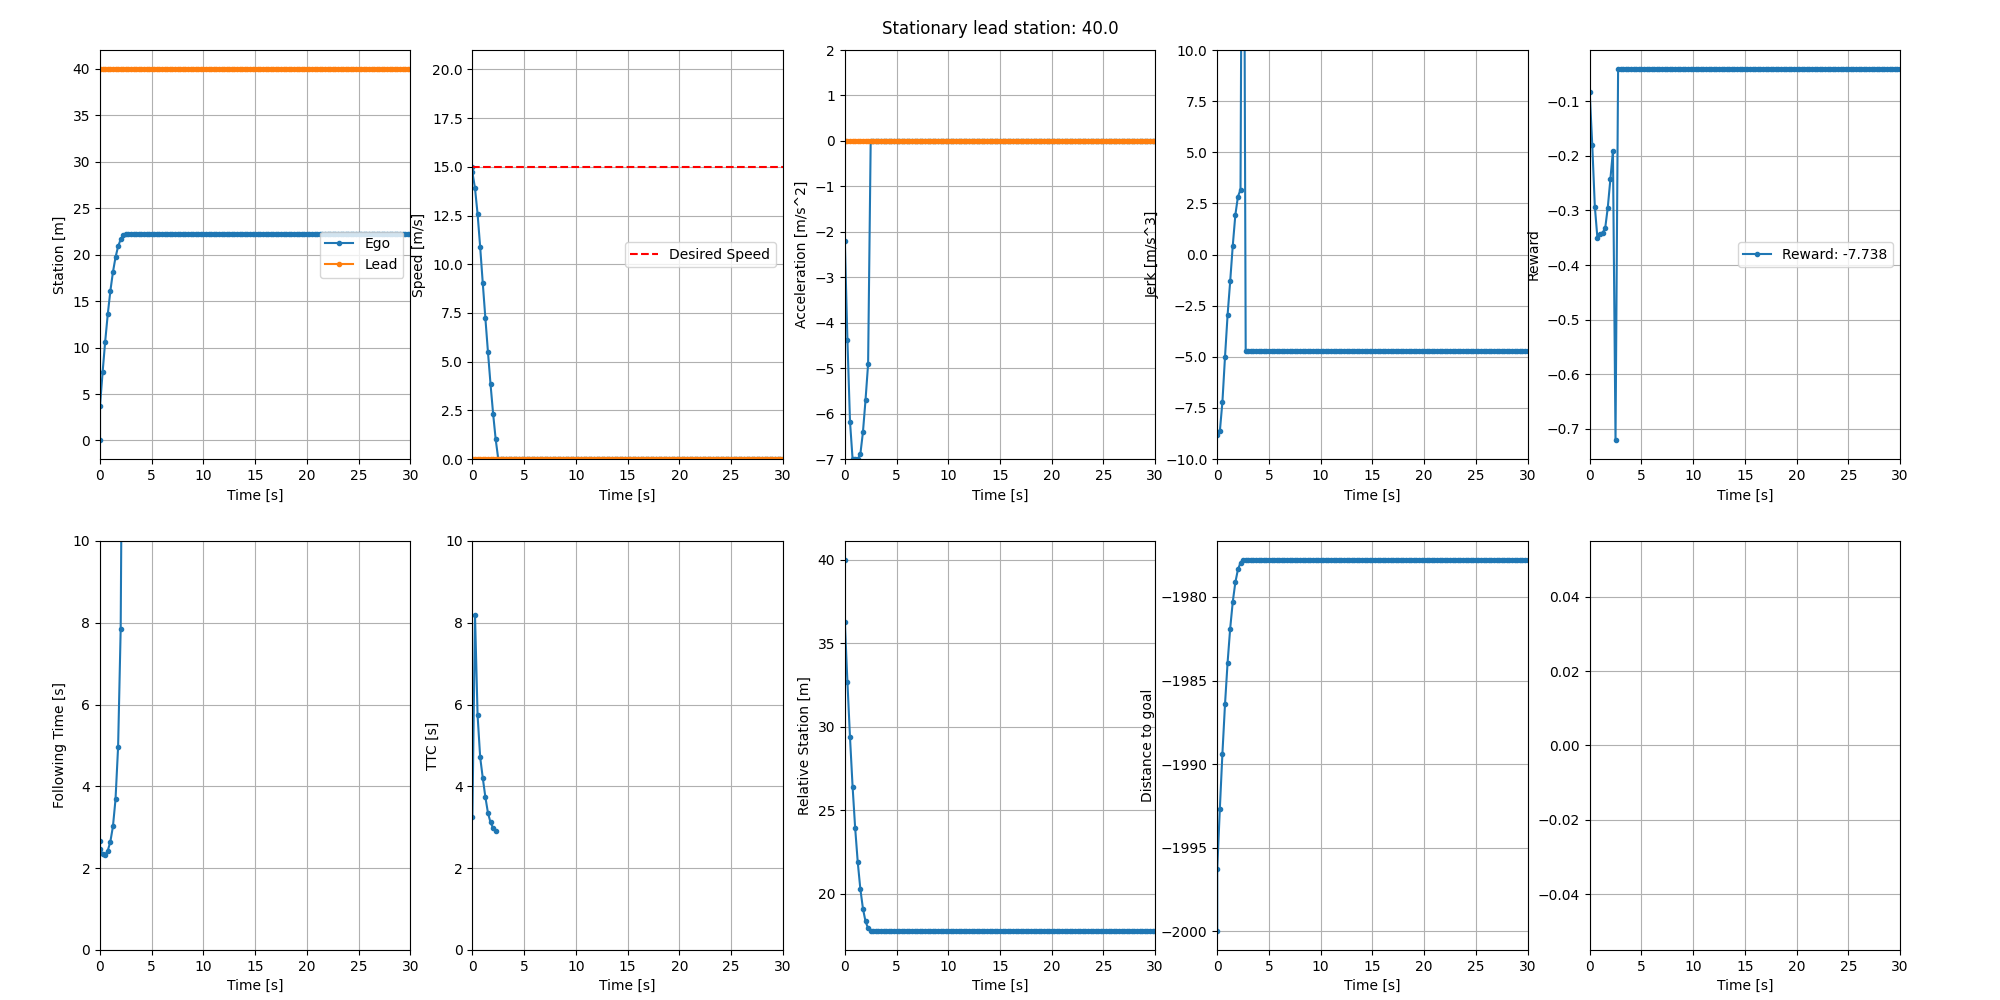 Stationary lead station: 40.0
Station [m]
40
35
30
25
20
15
10
5
0
0 5 10 15 20 25 30
Time [s]
Ego
Lead
Speed [m/s]
20.0
17.5
15.0
12.5
10.0
7.5
5.0
2.5
0.0
0 5 10 15 20 25 30
Time [s]
Desired Speed
Acceleration [m/s^2]
2
1
0
−1
−2
−3
−4
−5
−6
−7
0 5 10 15 20 25 30
Time [s]
Jerk [m/s^3]
10.0
7.5
5.0
2.5
0.0
−2.5
−5.0
−7.5
−10.0
0 5 10 15 20 25 30
Time [s]
Reward
−0.1
−0.2
−0.3
−0.4
−0.5
−0.6
−0.7
0 5 10 15 20 25 30
Time [s]
Reward: -7.738
Following Time [s]
10
8
6
4
2
0
0 5 10 15 20 25 30
Time [s]
TTC [s]
10
8
6
4
2
0
0 5 10 15 20 25 30
Time [s]
Relative Station [m]
40
35
30
25
20
0 5 10 15 20 25 30
Time [s]
Distance to goal
−1980
−1985
−1990
−1995
−2000
0 5 10 15 20 25 30
Time [s]
0.04
0.02
0.00
−0.02
−0.04
0 5 10 15 20 25 30
Time [s]